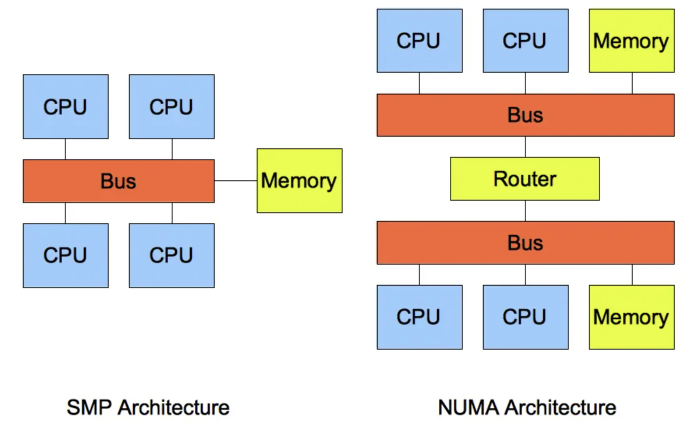 CPU CPU
Bus
Memory
CPU CPU
SMP Architecture
CPU CPU Memory
Bus
Router
Bus
CPU CPU Memory
NUMA Architecture